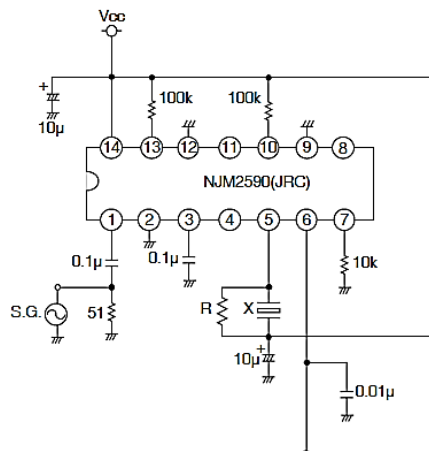 Vcc
+
10µ
100k
100k
14 13 12 11 10 9 8
NJM2590(JRC)
1 2 3 4 5 6 7
0.1µ
0.1µ
10k
S.G.
51
R
X
10µ
+
0.01µ